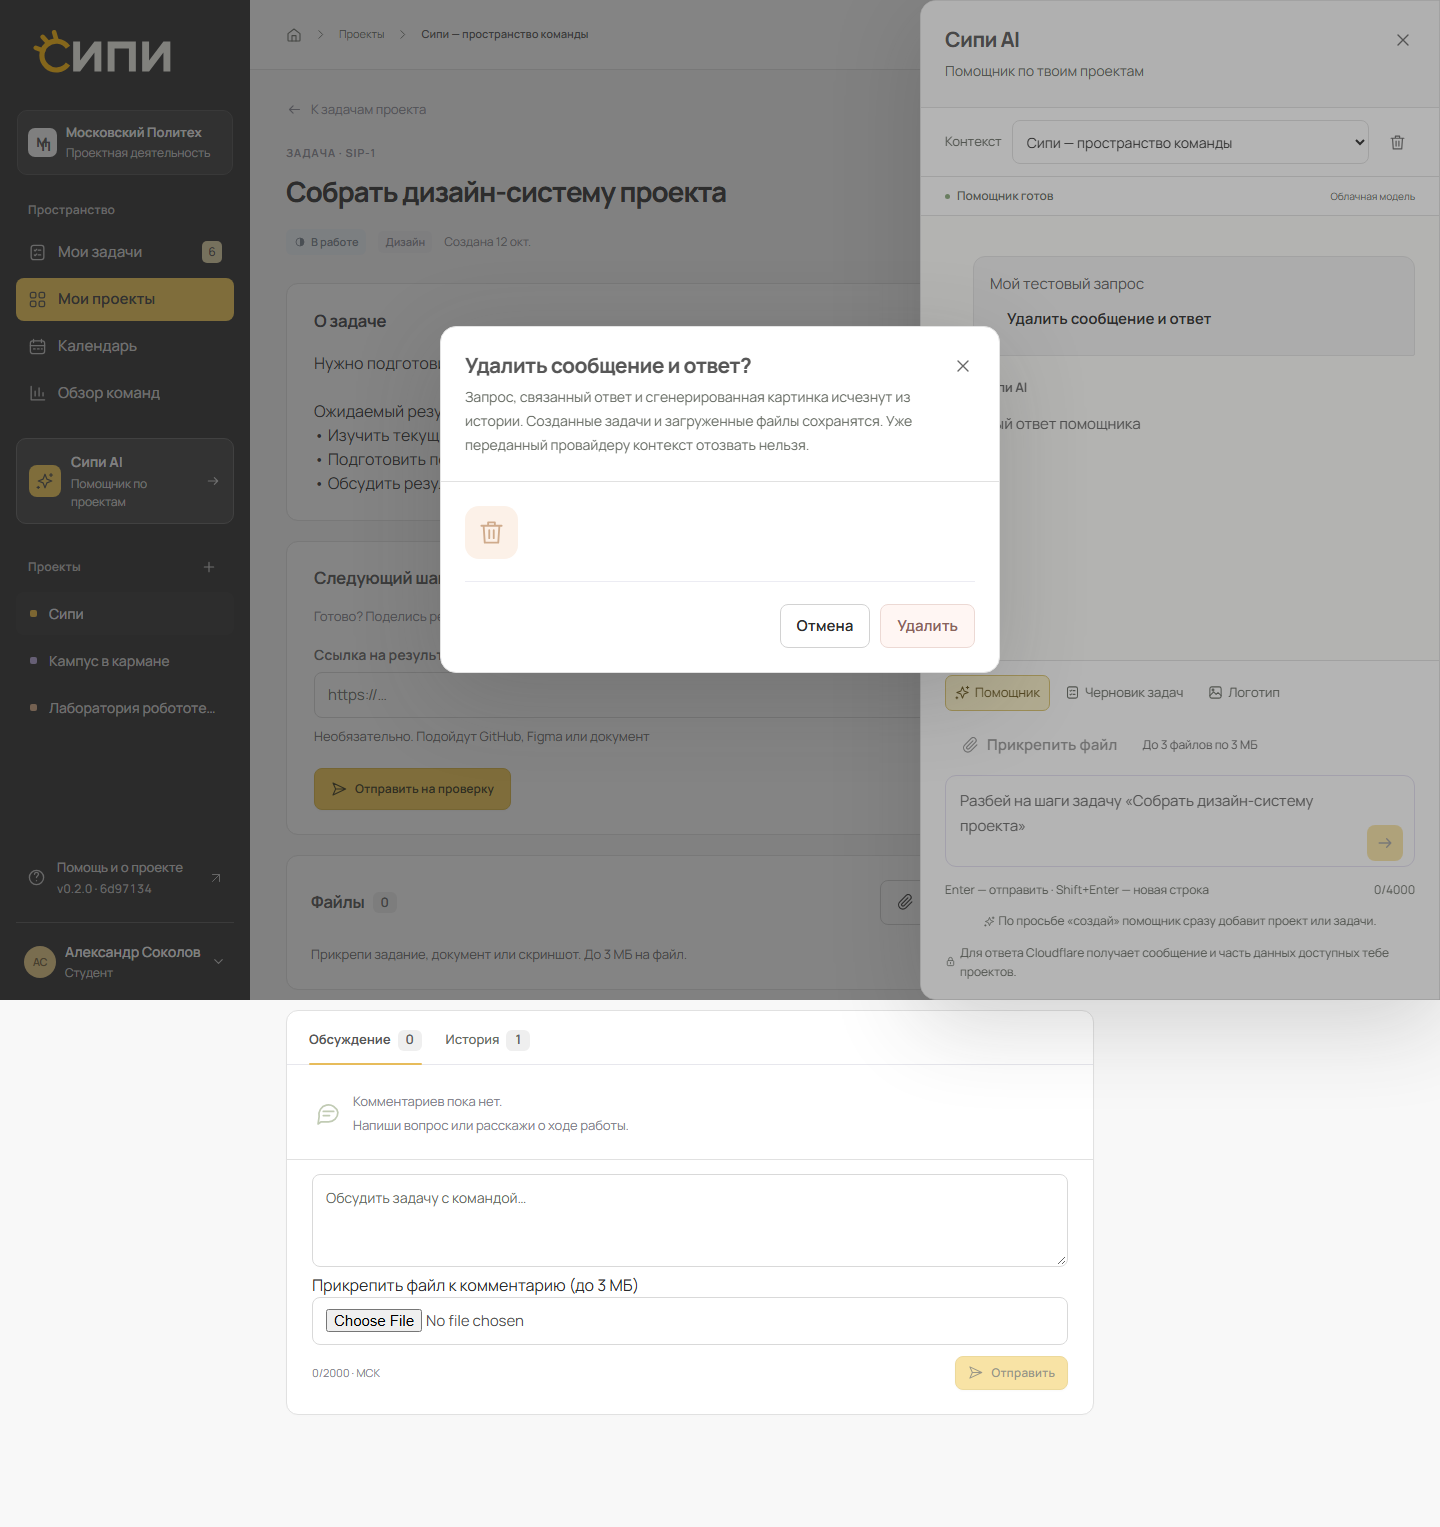 Сипи
Московский Политех
Проектная деятельность
Пространство
Мои задачи 6
Мои проекты
Календарь
Обзор команд
Сипи AI
Помощник по
проектам
Проекты
Сипи
Кампус в кармане
Лаборатория робототе...
Помощь и о проекте
v0.2.0 · 6d97134
АС
Александр Соколов
Студент
Проекты
Сипи — пространство команды
К задачам проекта
ЗАДАЧА · SIP-1
Собрать дизайн-систему проекта
В работе Дизайн Создана 12 окт.
О задаче
Нужно подготов
Ожидаемый резу
• Изучить текущ
• Подготовить п
• Обсудить резу
Следующий ша
Готово? Поделись р
Ссылка на резуль
https://...
Необязательно. Подойдут GitHub, Figma или документ
Отправить на проверку
Файлы 0
Прикрепи задание, документ или скриншот. До 3 МБ на файл.
Обсуждение 0 История 1
Комментариев пока нет.
Напиши вопрос или расскажи о ходе работы.
Обсудить задачу с командой...
Прикрепить файл к комментарию (до 3 МБ)
Choose File No file chosen
0/2000 · МСК
Отправить
Удалить сообщение и ответ?
Запрос, связанный ответ и сгенерированная картинка исчезнут из
истории. Созданные задачи и загруженные файлы сохранятся. Уже
переданный провайдеру контекст отозвать нельзя.
Отмена Удалить
Сипи AI
Помощник по твоим проектам
Контекст Сипи — пространство команды
Помощник готов Облачная модель
Мой тестовый запрос
Удалить сообщение и ответ
пи AI
ый ответ помощника
Помощник Черновик задач Логотип
Прикрепить файл До 3 файлов по 3 МБ
Разбей на шаги задачу «Собрать дизайн-систему
проекта»
Enter — отправить · Shift+Enter — новая строка 0/4000
По просьбе «создай» помощник сразу добавит проект или задачи.
Для ответа Cloudflare получает сообщение и часть данных доступных тебе
проектов.